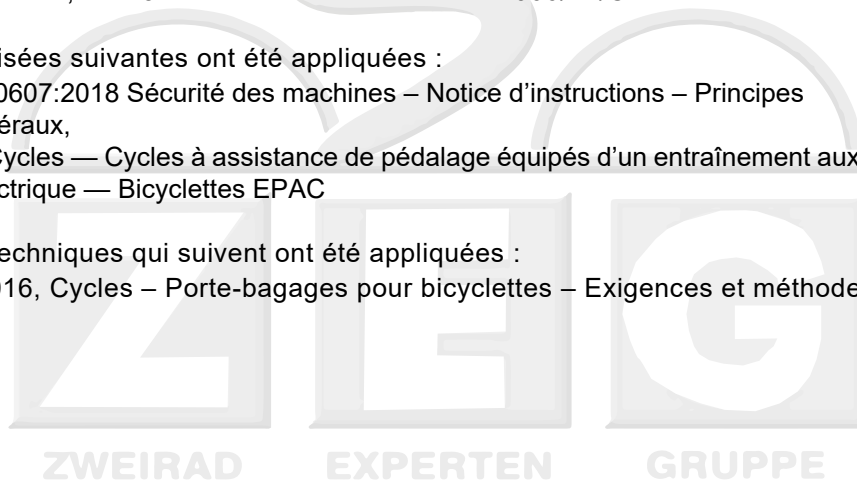 isées suivantes ont été appliquées :
0607:2018 Sécurité des machines – Notice d’instructions – Principes
éraux,
Cycles — Cycles à assistance de pédalage équipés d’un entraînement aux
ctrique — Bicyclettes EPAC
echniques qui suivent ont été appliquées :
016, Cycles – Porte-bagages pour bicyclettes – Exigences et méthode
ZEG
ZWEIRAD EXPERTEN GRUPPE